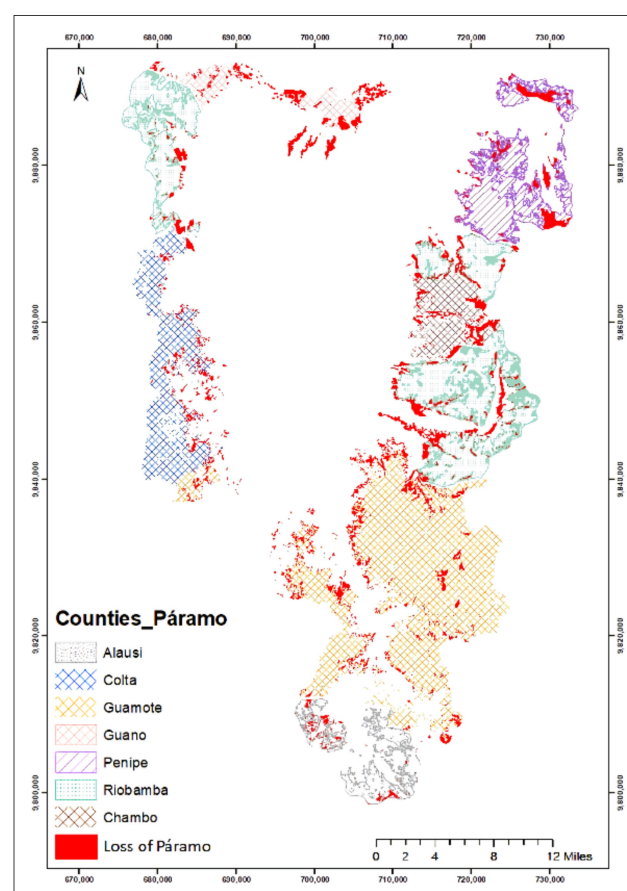 670,000 680,000 690,000 700,000 710,000 720,000 730,000
N
9,880,000 9,880,000
9,860,000 9,860,000
9,840,000 9,840,000
9,820,000 9,820,000
9,800,000 9,800,000
Counties_Páramo
Alausi
Colta
Guamote
Guano
Penipe
Riobamba
Chambo
Loss of Páramo
0 2 4 8 12 Miles
670,000 680,000 690,000 700,000 710,000 720,000 730,000